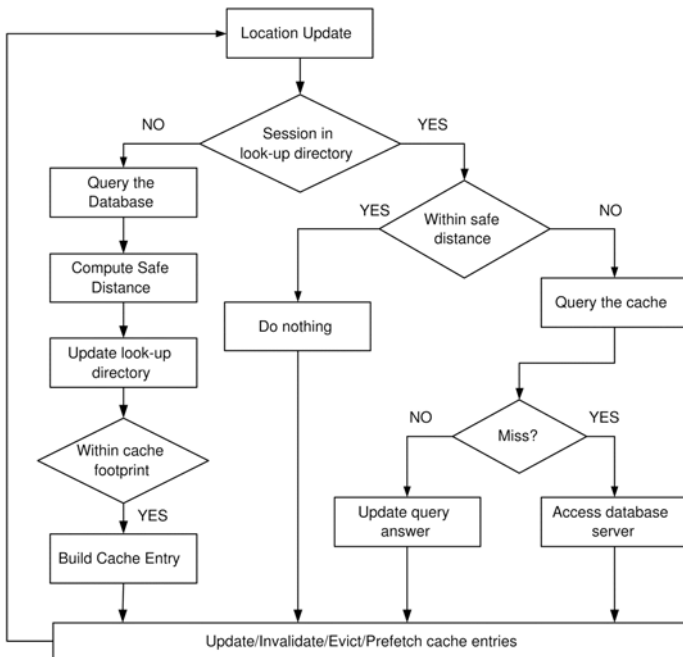 Location Update
NO
YES
Session in
look-up directory
Query the
Database
YES
NO
Within safe
distance
Compute Safe
Distance
Do nothing
Query the cache
Update look-up
directory
NO
YES
Miss?
Within cache
footprint
YES
Update query
answer
Access database
server
Build Cache Entry
Update/Invalidate/Evict/Prefetch cache entries